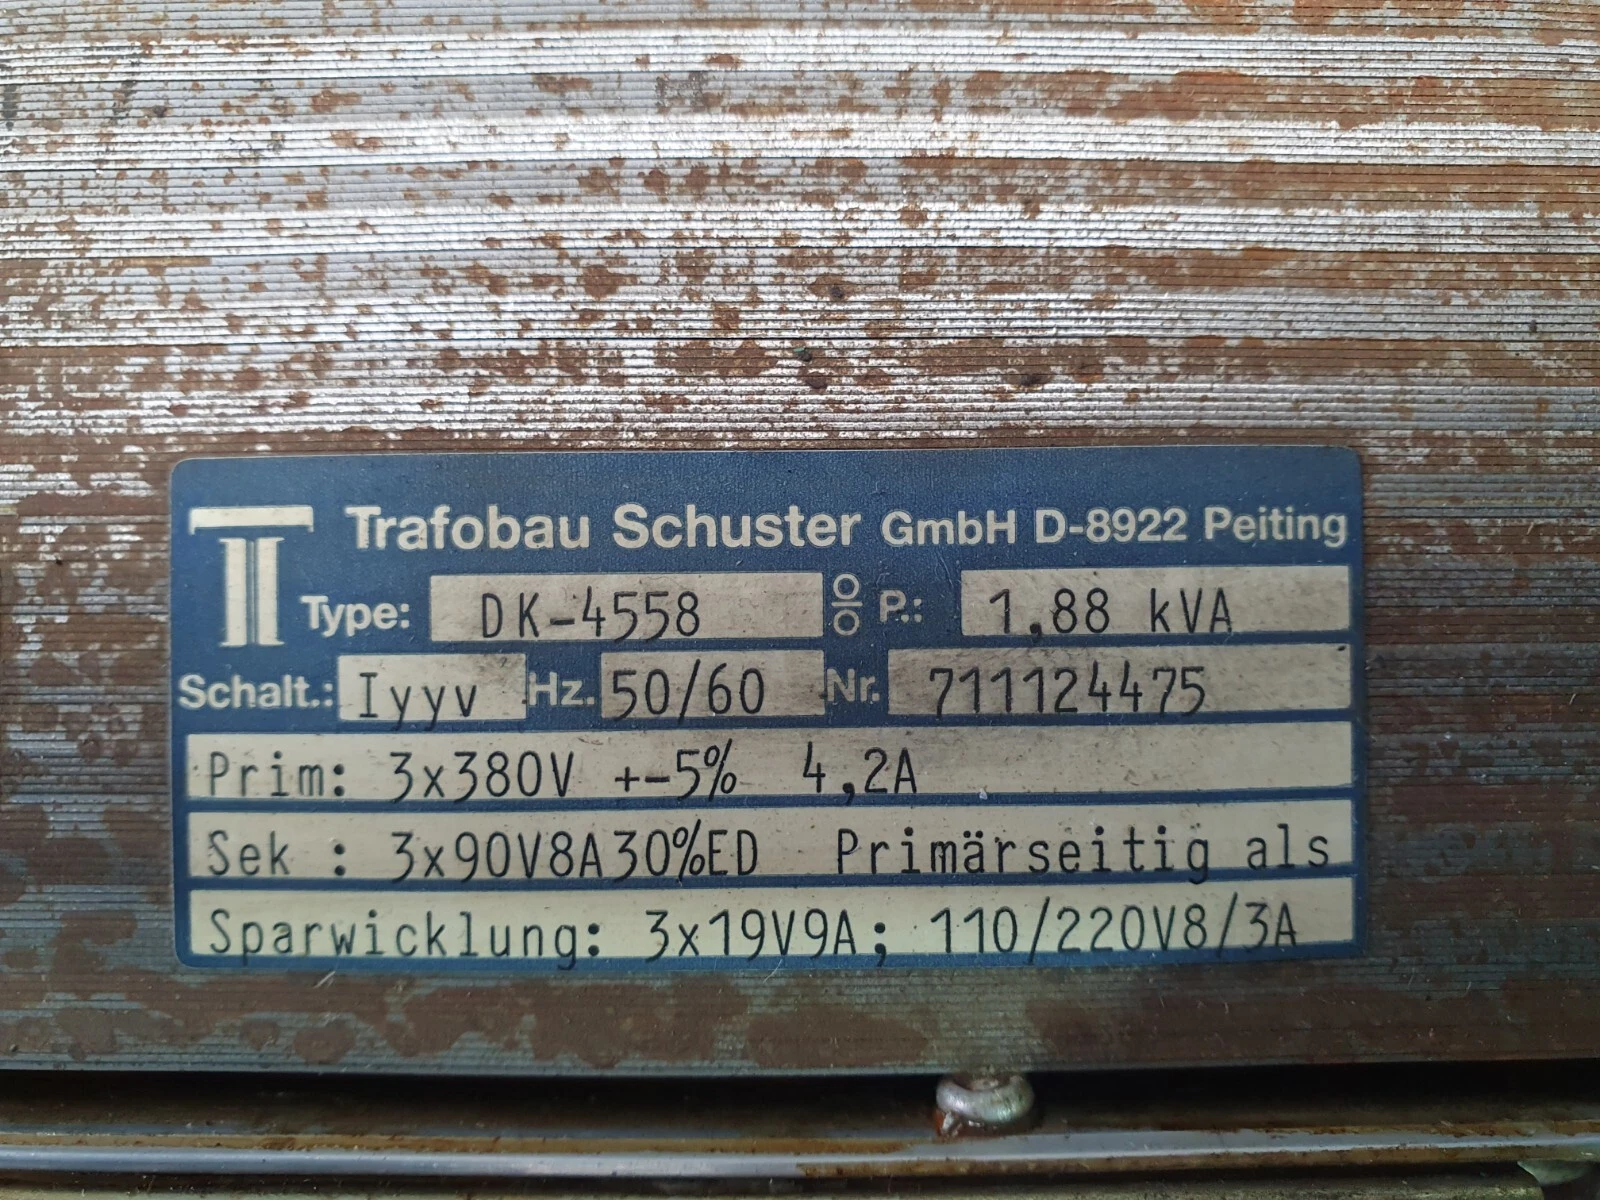 Trafobau Schuster GmbH D-8922 Peiting
Type: DK-4558 P.: 1,88 kVA
Schalt.: Iyyv Hz. 50/60 Nr. 711124475
Prim: 3x380V +-5% 4,2A
Sek : 3x90V8A30%ED Primärseitig als
Sparwicklung: 3x19V9A; 110/220V8/3A